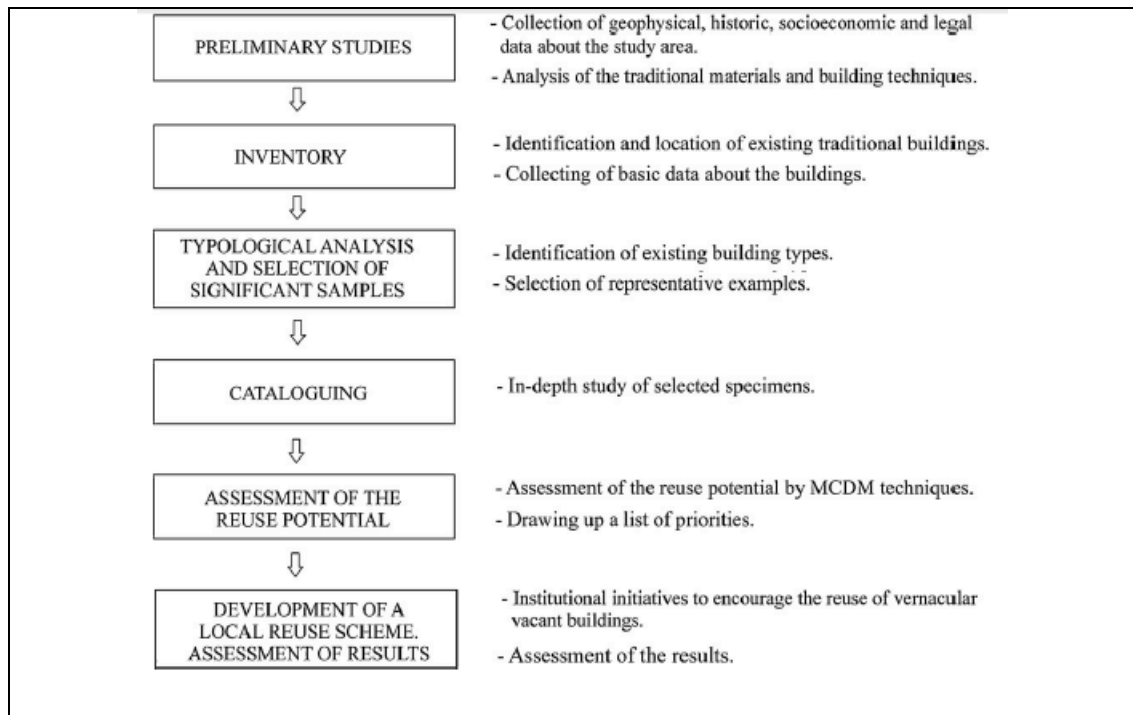 PRELIMINARY STUDIES
- Collection of geophysical, historic, socioeconomic and legal
data about the study area.
- Analysis of the traditional materials and building techniques.
INVENTORY
- Identification and location of existing traditional buildings.
- Collecting of basic data about the buildings.
TYPOLOGICAL ANALYSIS
AND SELECTION OF
SIGNIFICANT SAMPLES
- Identification of existing building types.
- Selection of representative examples.
CATALOGUING
- In-depth study of selected specimens.
ASSESSMENT OF THE
REUSE POTENTIAL
- Assessment of the reuse potential by MCDM techniques.
- Drawing up a list of priorities.
DEVELOPMENT OF A
LOCAL REUSE SCHEME.
ASSESSMENT OF RESULTS
- Institutional initiatives to encourage the reuse of vernacular
vacant buildings.
- Assessment of the results.